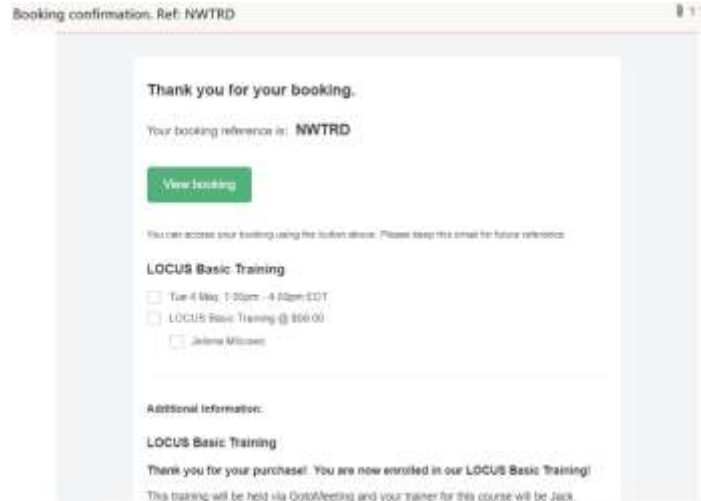 Booking confirmation. Ref: NWTRD
Thank you for your booking.
Your booking reference is: NWTRD
View booking
You can access your booking using the button above. Please keep this email for future reference.
LOCUS Basic Training
Tue 4 May, - 4:00pm EDT
LOCUS Basic Training @
Jelena
Additional Information:
LOCUS Basic Training
Thank you for your purchase! You are now enrolled in our LOCUS Basic Training!
This training will be held via GotoMeeting and your trainer for this course will be Jack